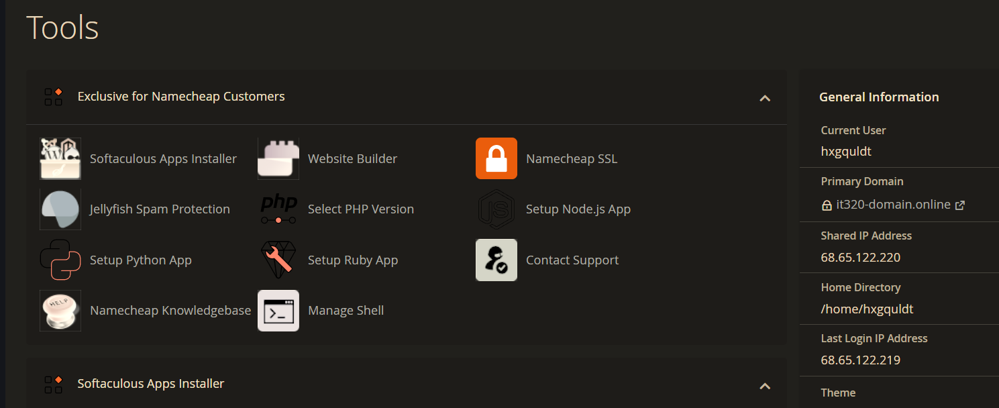 Tools
Exclusive for Namecheap Customers
Softaculous Apps Installer
Website Builder
Namecheap SSL
Jellyfish Spam Protection
php
Select PHP Version
JS
Setup Node.js App
Setup Python App
Setup Ruby App
Contact Support
HELP
Namecheap Knowledgebase
Manage Shell
Softaculous Apps Installer
General Information
Current User
hxgquldt
Primary Domain
it320-domain.online
Shared IP Address
68.65.122.220
Home Directory
/home/hxgquldt
Last Login IP Address
68.65.122.219
Theme